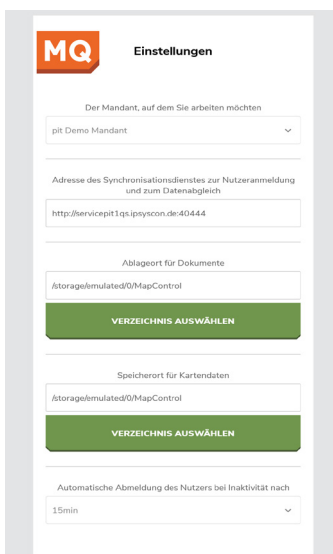 MQ
Einstellungen
Der Mandant, auf dem Sie arbeiten möchten
pit Demo Mandant
Adresse des Synchronisationsdienstes zur Nutzeranmeldung
und zum Datenabgleich
http://servicepit1qs.ipsyscon.de:40444
Ablageort für Dokumente
/storage/emulated/0/MapControl
VERZEICHNIS AUSWÄHLEN
Speicherort für Kartendaten
/storage/emulated/0/MapControl
VERZEICHNIS AUSWÄHLEN
Automatische Abmeldung des Nutzers bei Inaktivität nach
15min